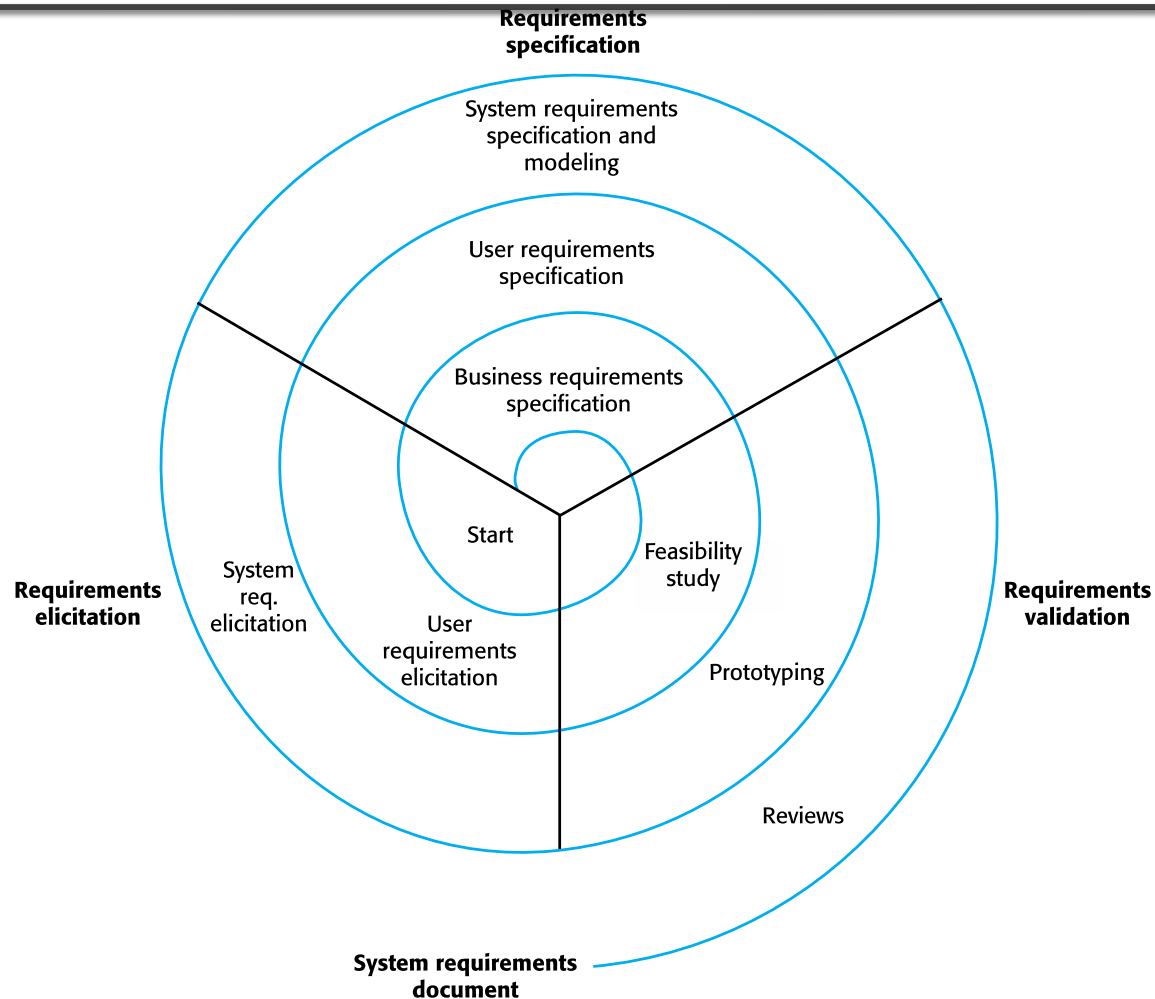 Requirements
specification
System requirements
specification and
modeling
User requirements
specification
Business requirements
specification
Start
Feasibility
study
System
req.
elicitation
Requirements
elicitation
Requirements
validation
User
requirements
elicitation
Prototyping
Reviews
System requirements
document